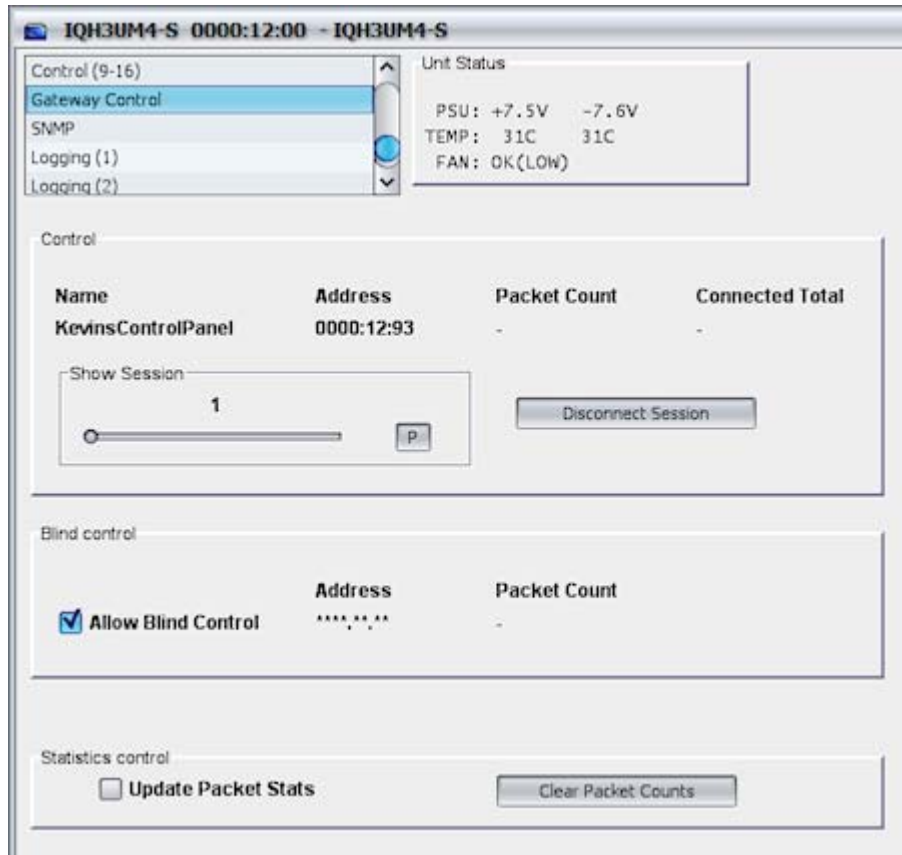 IQH3UM4-S 0000:12:00 - IQH3UM4-S
Control (9-16)
Gateway Control
SNMP
Logging (1)
Logging (2)
Unit Status
PSU: +7.5V -7.6V
TEMP: 31C 31C
FAN: OK(LOW)
Control
Name Address Packet Count Connected Total
KevinsControlPanel 0000:12:93 - -
Show Session
1
P
Disconnect Session
Blind control
Address Packet Count
Allow Blind Control ****.**.** -
Statistics control
Update Packet Stats
Clear Packet Counts